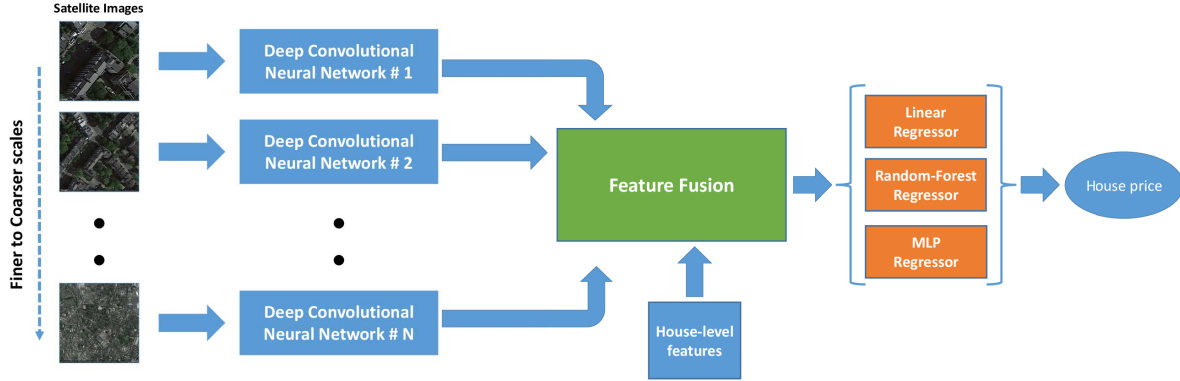 Satellite Images
Finer to Coarser scales
Deep Convolutional
Neural Network # 1
Deep Convolutional
Neural Network # 2
Deep Convolutional
Neural Network # N
Feature Fusion
House-level
features
Linear
Regressor
Random-Forest
Regressor
MLP
Regressor
House price